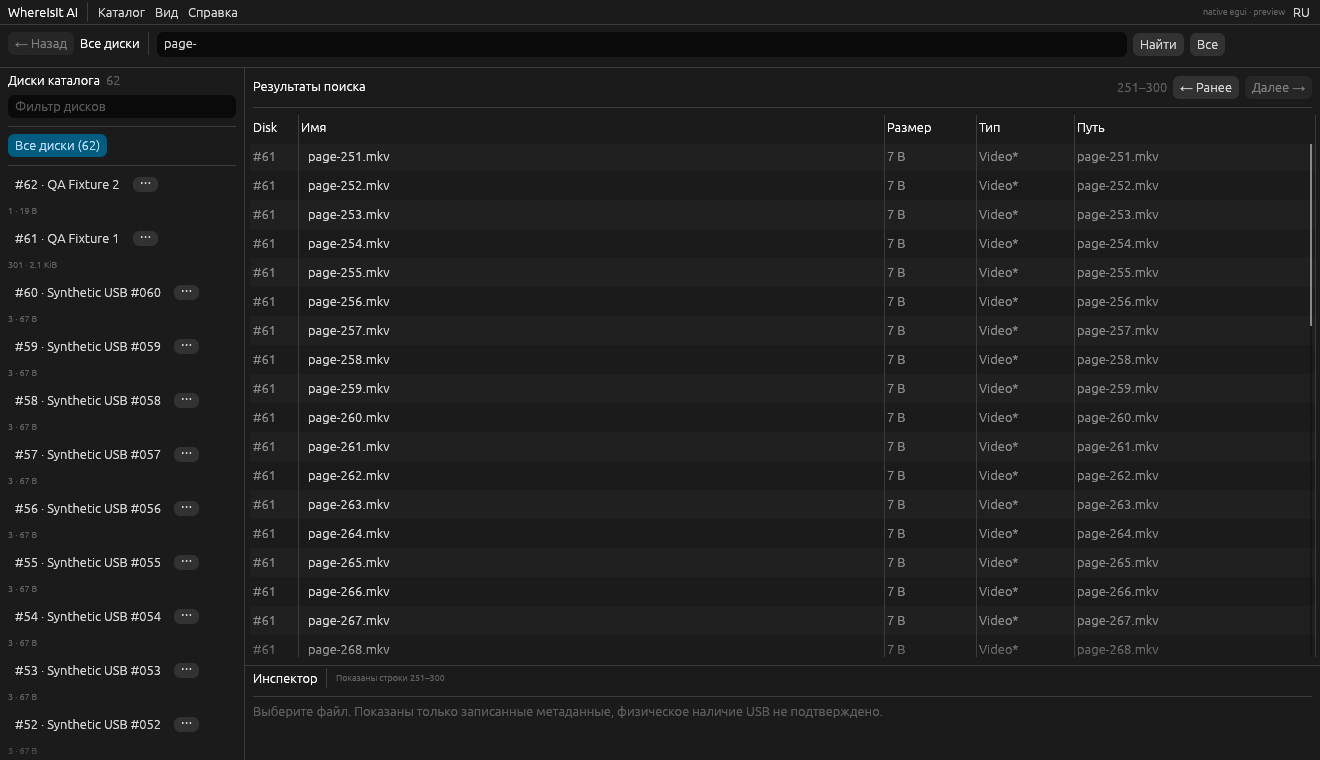 WhereIsIt AI Каталог Вид Справка native egui · preview RU
← Назад Все диски page- Найти Все
Диски каталога 62
Фильтр дисков
Все диски (62)
#62 · QA Fixture 2 ···
1 · 19 B
#61 · QA Fixture 1 ···
301 · 2.1 KiB
#60 · Synthetic USB #060 ···
3 · 67 B
#59 · Synthetic USB #059 ···
3 · 67 B
#58 · Synthetic USB #058 ···
3 · 67 B
#57 · Synthetic USB #057 ···
3 · 67 B
#56 · Synthetic USB #056 ···
3 · 67 B
#55 · Synthetic USB #055 ···
3 · 67 B
#54 · Synthetic USB #054 ···
3 · 67 B
#53 · Synthetic USB #053 ···
3 · 67 B
#52 · Synthetic USB #052 ···
3 · 67 B
Результаты поиска 251–300 ← Ранее Далее →
Disk Имя Размер Тип Путь
#61 page-251.mkv 7 B Video* page-251.mkv
#61 page-252.mkv 7 B Video* page-252.mkv
#61 page-253.mkv 7 B Video* page-253.mkv
#61 page-254.mkv 7 B Video* page-254.mkv
#61 page-255.mkv 7 B Video* page-255.mkv
#61 page-256.mkv 7 B Video* page-256.mkv
#61 page-257.mkv 7 B Video* page-257.mkv
#61 page-258.mkv 7 B Video* page-258.mkv
#61 page-259.mkv 7 B Video* page-259.mkv
#61 page-260.mkv 7 B Video* page-260.mkv
#61 page-261.mkv 7 B Video* page-261.mkv
#61 page-262.mkv 7 B Video* page-262.mkv
#61 page-263.mkv 7 B Video* page-263.mkv
#61 page-264.mkv 7 B Video* page-264.mkv
#61 page-265.mkv 7 B Video* page-265.mkv
#61 page-266.mkv 7 B Video* page-266.mkv
#61 page-267.mkv 7 B Video* page-267.mkv
#61 page-268.mkv 7 B Video* page-268.mkv
Инспектор Показаны строки 251–300
Выберите файл. Показаны только записанные метаданные, физическое наличие USB не подтверждено.